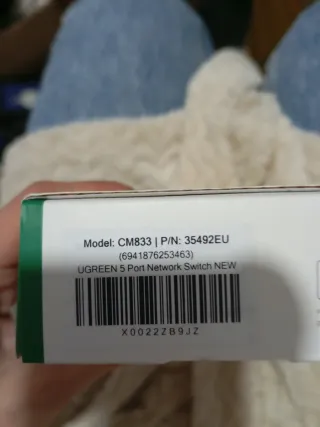 Model: CM833 | P/N: 35492EU
(6941876253463)
UGREEN 5 Port Network Switch NEW
X0022ZB9JZ